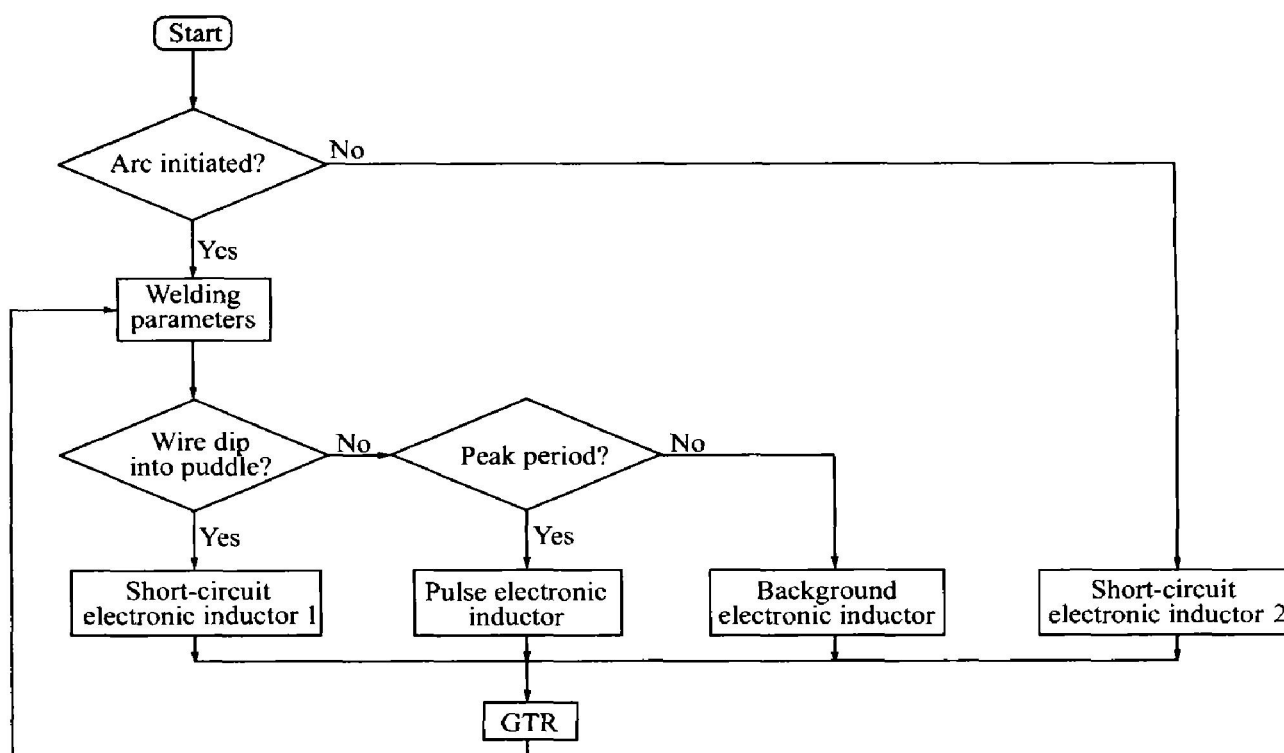 Start
Arc initiated?
No
Yes
Welding
parameters
Wire dip
into puddle?
No
Peak period?
No
Yes
Yes
Short-circuit
electronic inductor 1
Pulse electronic
inductor
Background
electronic inductor
Short-circuit
electronic inductor 2
GTR